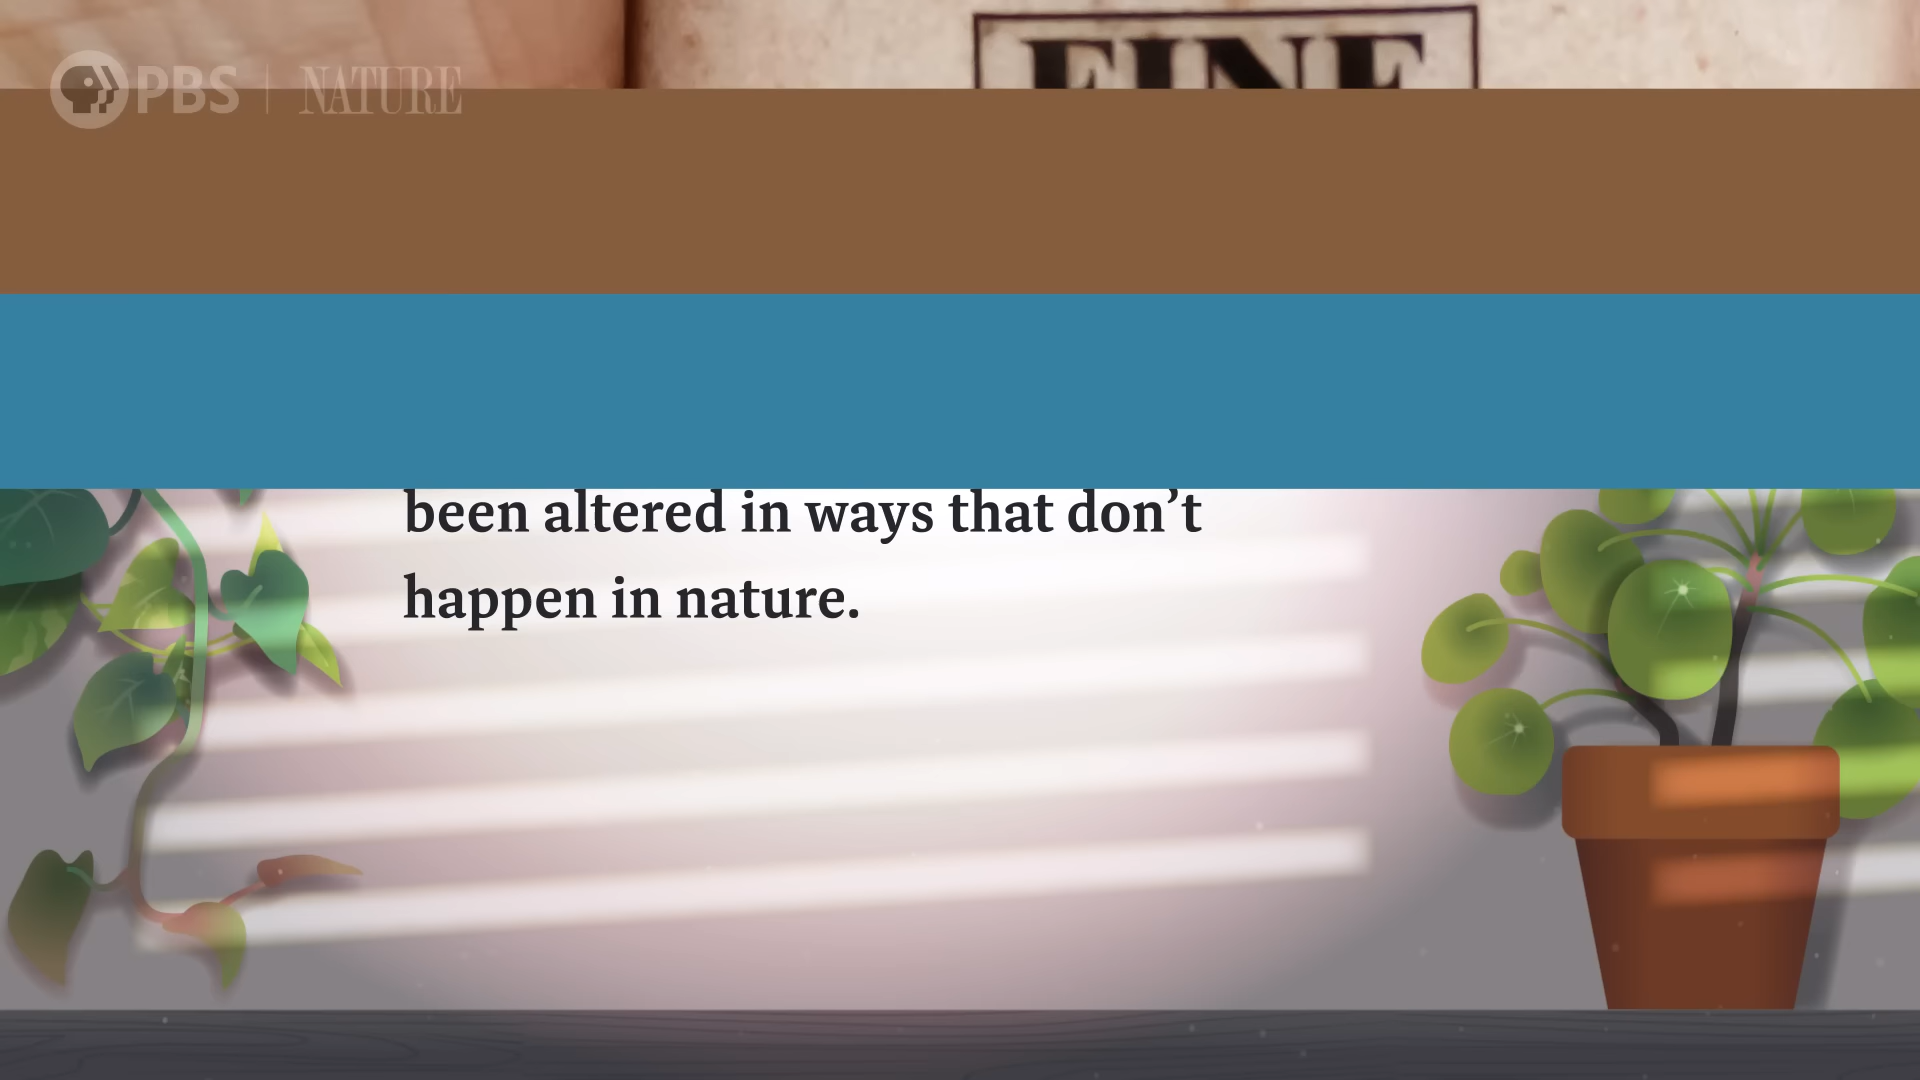 PBS | NATURE
FINE
been altered in ways that don’t
happen in nature.